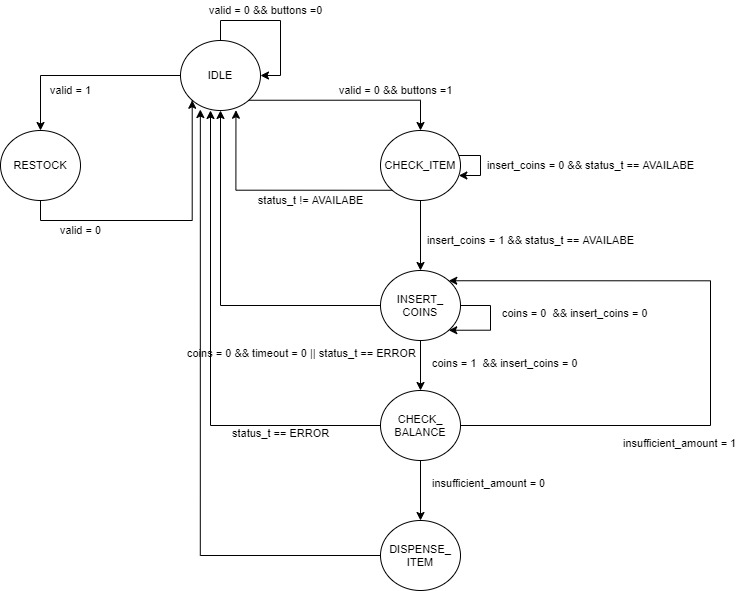 valid = 0 && buttons =0
IDLE
valid = 1
valid = 0 && buttons =1
RESTOCK
CHECK_ITEM
insert_coins = 0 && status_t == AVAILABE
status_t != AVAILABE
valid = 0
insert_coins = 1 && status_t == AVAILABE
INSERT_
COINS
coins = 0 && insert_coins = 0
coins = 0 && timeout = 0 || status_t == ERROR
coins = 1 && insert_coins = 0
CHECK_
BALANCE
status_t == ERROR
insufficient_amount = 1
insufficient_amount = 0
DISPENSE_
ITEM